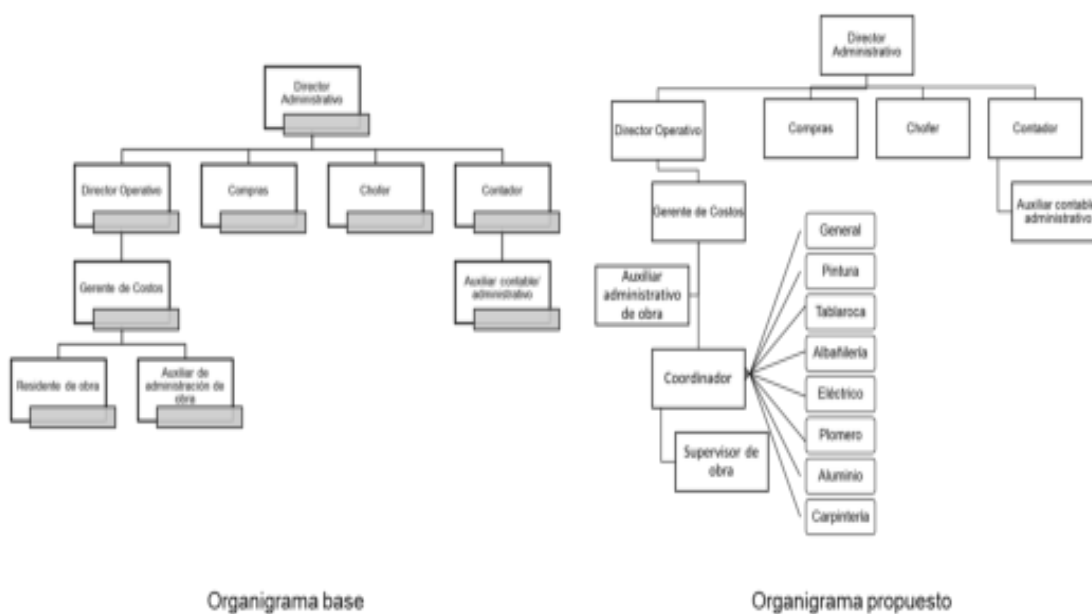 Director
Administrativo
Director Operativo
Compras
Chofer
Contador
Gerente de Costos
Auxiliar contable/
administrativo
Residente de obra
Auxiliar de
administración de
obra
Organigrama base
Director
Administrativo
Director Operativo
Compras
Chofer
Contador
Gerente de Costos
Auxiliar contable
administrativo
Auxiliar
administrativo
de obra
Coordinador
Supervisor de
obra
General
Pintura
Tablaroca
Albañilería
Eléctrico
Plomero
Aluminio
Carpintería
Organigrama propuesto